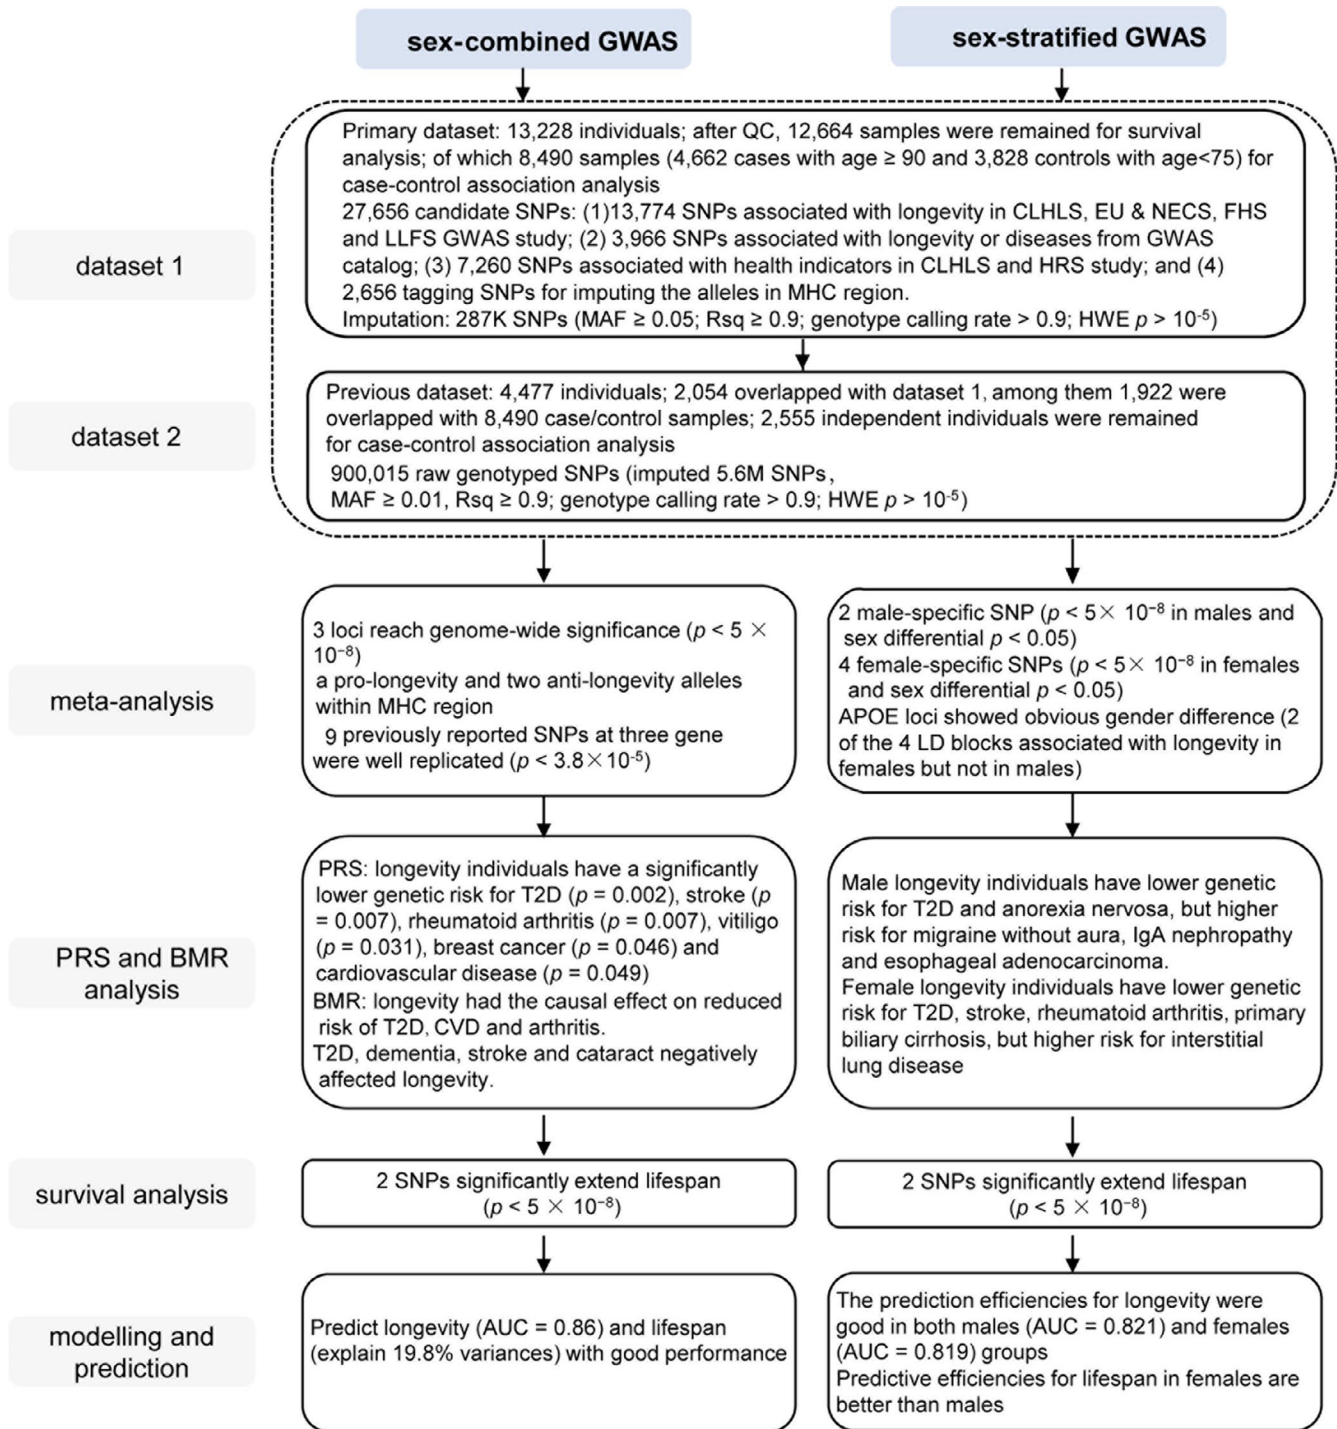 sex-combined GWAS
sex-stratified GWAS
dataset 1
Primary dataset: 13,228 individuals; after QC, 12,664 samples were remained for survival
analysis; of which 8,490 samples (4,662 cases with age ≥ 90 and 3,828 controls with age<75) for
case-control association analysis
27,656 candidate SNPs: (1)13,774 SNPs associated with longevity in CLHLS, EU & NECS, FHS
and LLFS GWAS study; (2) 3,966 SNPs associated with longevity or diseases from GWAS
catalog; (3) 7,260 SNPs associated with health indicators in CLHLS and HRS study; and (4)
2,656 tagging SNPs for imputing the alleles in MHC region.
Imputation: 287K SNPs (MAF ≥ 0.05; Rsq ≥ 0.9; genotype calling rate > 0.9; HWE p > 10⁻⁵)
dataset 2
Previous dataset: 4,477 individuals; 2,054 overlapped with dataset 1, among them 1,922 were
overlapped with 8,490 case/control samples; 2,555 independent individuals were remained
for case-control association analysis
900,015 raw genotyped SNPs (imputed 5.6M SNPs,
MAF ≥ 0.01, Rsq ≥ 0.9; genotype calling rate > 0.9; HWE p > 10⁻⁵)
meta-analysis
3 loci reach genome-wide significance (p < 5 ×
10⁻⁸)
a pro-longevity and two anti-longevity alleles
within MHC region
9 previously reported SNPs at three gene
were well replicated (p < 3.8×10⁻⁵)
2 male-specific SNP (p < 5× 10⁻⁸ in males and
sex differential p < 0.05)
4 female-specific SNPs (p < 5× 10⁻⁸ in females
and sex differential p < 0.05)
APOE loci showed obvious gender difference (2
of the 4 LD blocks associated with longevity in
females but not in males)
PRS and BMR
analysis
PRS: longevity individuals have a significantly
lower genetic risk for T2D (p = 0.002), stroke (p
= 0.007), rheumatoid arthritis (p = 0.007), vitiligo
(p = 0.031), breast cancer (p = 0.046) and
cardiovascular disease (p = 0.049)
BMR: longevity had the causal effect on reduced
risk of T2D, CVD and arthritis.
T2D, dementia, stroke and cataract negatively
affected longevity.
Male longevity individuals have lower genetic
risk for T2D and anorexia nervosa, but higher
risk for migraine without aura, IgA nephropathy
and esophageal adenocarcinoma.
Female longevity individuals have lower genetic
risk for T2D, stroke, rheumatoid arthritis, primary
biliary cirrhosis, but higher risk for interstitial
lung disease
survival analysis
2 SNPs significantly extend lifespan
(p < 5 × 10⁻⁸)
2 SNPs significantly extend lifespan
(p < 5 × 10⁻⁸)
modelling and
prediction
Predict longevity (AUC = 0.86) and lifespan
(explain 19.8% variances) with good performance
The prediction efficiencies for longevity were
good in both males (AUC = 0.821) and females
(AUC = 0.819) groups
Predictive efficiencies for lifespan in females are
better than males